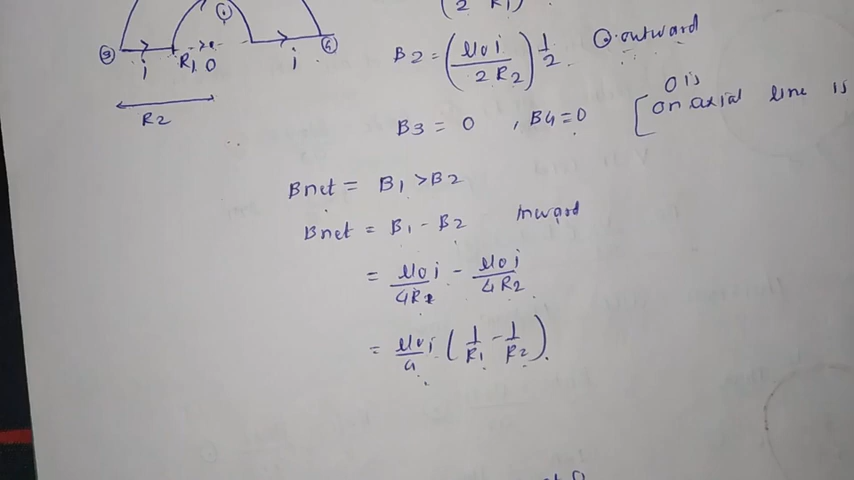 (2 R1)
①
③ i R1 O i ④
R2
B2 = (μ0 i / 2 R2) 1/2 ⊙ outward
B3 = 0 , B4 = 0 [O is on axial line is
Bnet = B1 > B2
Bnet = B1 - B2 Inward
= μ0 i / 4R1 - μ0 i / 4R2
= μ0 i / 4 (1/R1 - 1/R2)